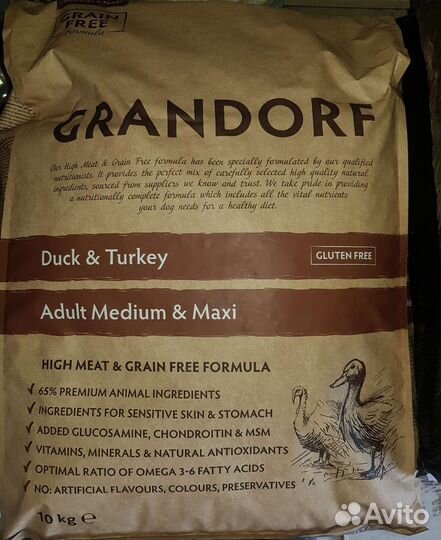 GRAIN
FREE
formula
GRANDORF
Our High Meat & Grain Free formula has been specially formulated by our qualified
nutritionists. It provides the perfect mix of carefully selected high quality natural
ingredients, sourced from suppliers we know and trust. We take pride in providing
a nutritionally complete formula which includes all the vital nutrients
your dog needs for a healthy diet.
Duck & Turkey
GLUTEN FREE
Adult Medium & Maxi
HIGH MEAT & GRAIN FREE FORMULA
✓ 65% PREMIUM ANIMAL INGREDIENTS
✓ INGREDIENTS FOR SENSITIVE SKIN & STOMACH
✓ ADDED GLUCOSAMINE, CHONDROITIN & MSM
✓ VITAMINS, MINERALS & NATURAL ANTIOXIDANTS
✓ OPTIMAL RATIO OF OMEGA 3-6 FATTY ACIDS
✓ NO: ARTIFICIAL FLAVOURS, COLOURS, PRESERVATIVES
10 kg e
Avito